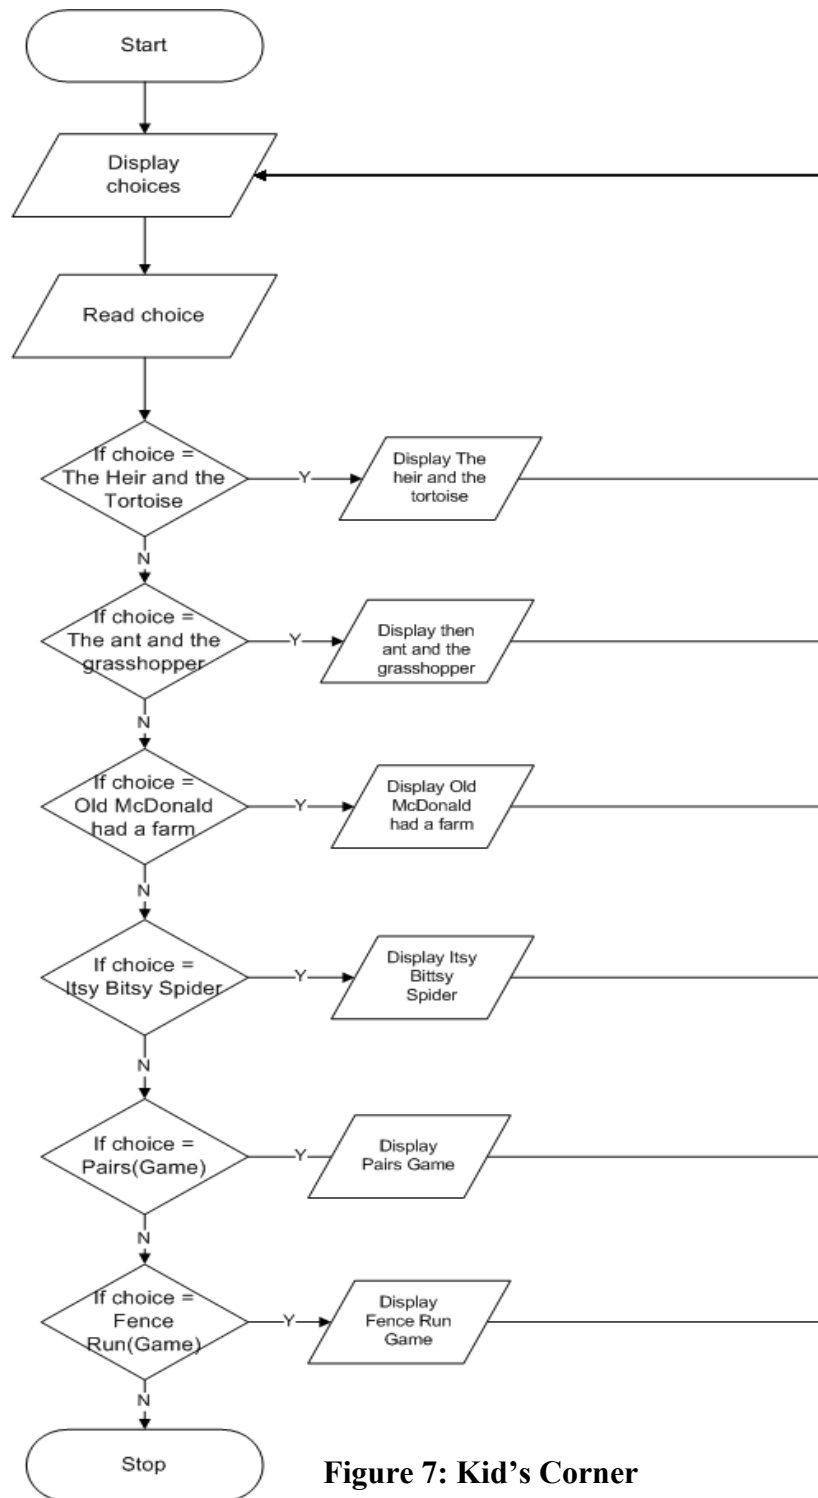 Start
Display
choices
Read choice
If choice =
The Heir and the
Tortoise
Y
Display The
heir and the
tortoise
N
If choice =
The ant and the
grasshopper
Y
Display then
ant and the
grasshopper
N
If choice =
Old McDonald
had a farm
Y
Display Old
McDonald
had a farm
N
If choice =
Itsy Bitsy Spider
Y
Display Itsy
Bittsy
Spider
N
If choice =
Pairs(Game)
Y
Display
Pairs Game
N
If choice =
Fence
Run(Game)
Y
Display
Fence Run
Game
N
Stop
Figure 7: Kid’s Corner